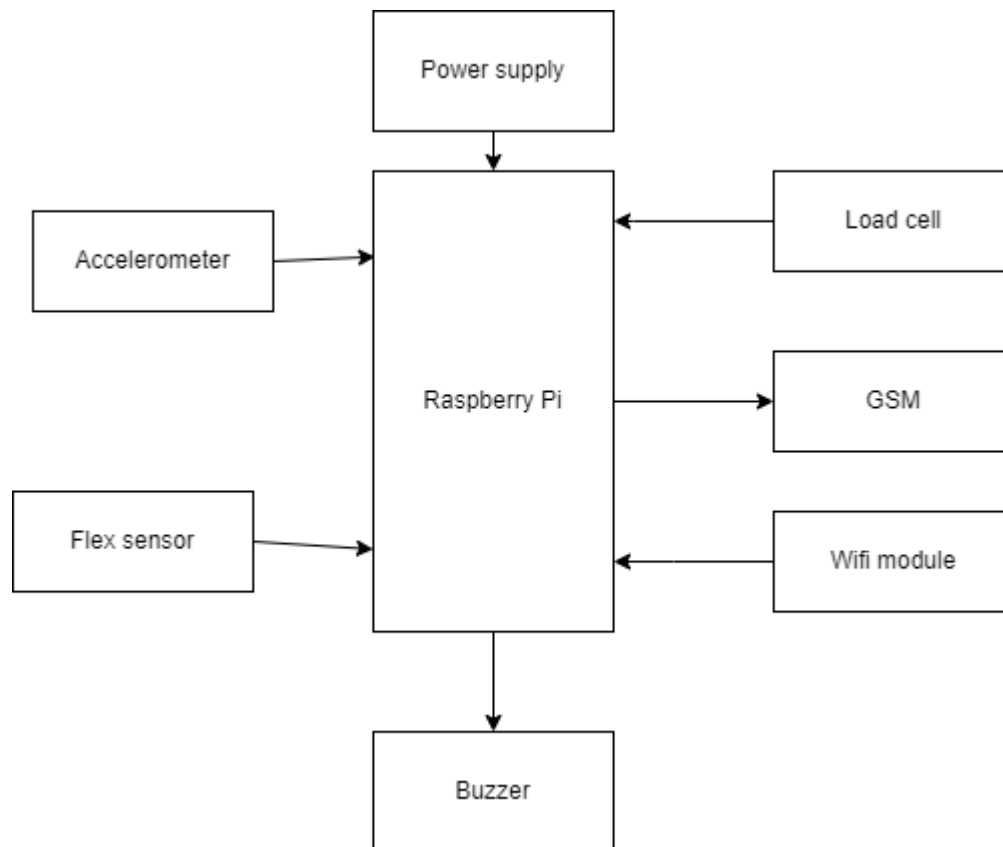 Power supply
Load cell
Accelerometer
Raspberry Pi
GSM
Flex sensor
Wifi module
Buzzer